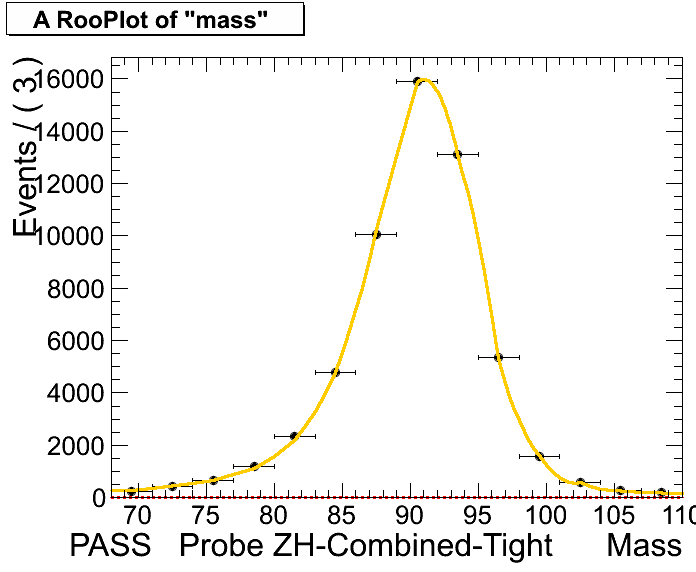 A RooPlot of "mass"
Events / ( 3 )
16000
14000
12000
10000
8000
6000
4000
2000
0
70 75 80 85 90 95 100 105 110
PASS Probe ZH-Combined-Tight Mass